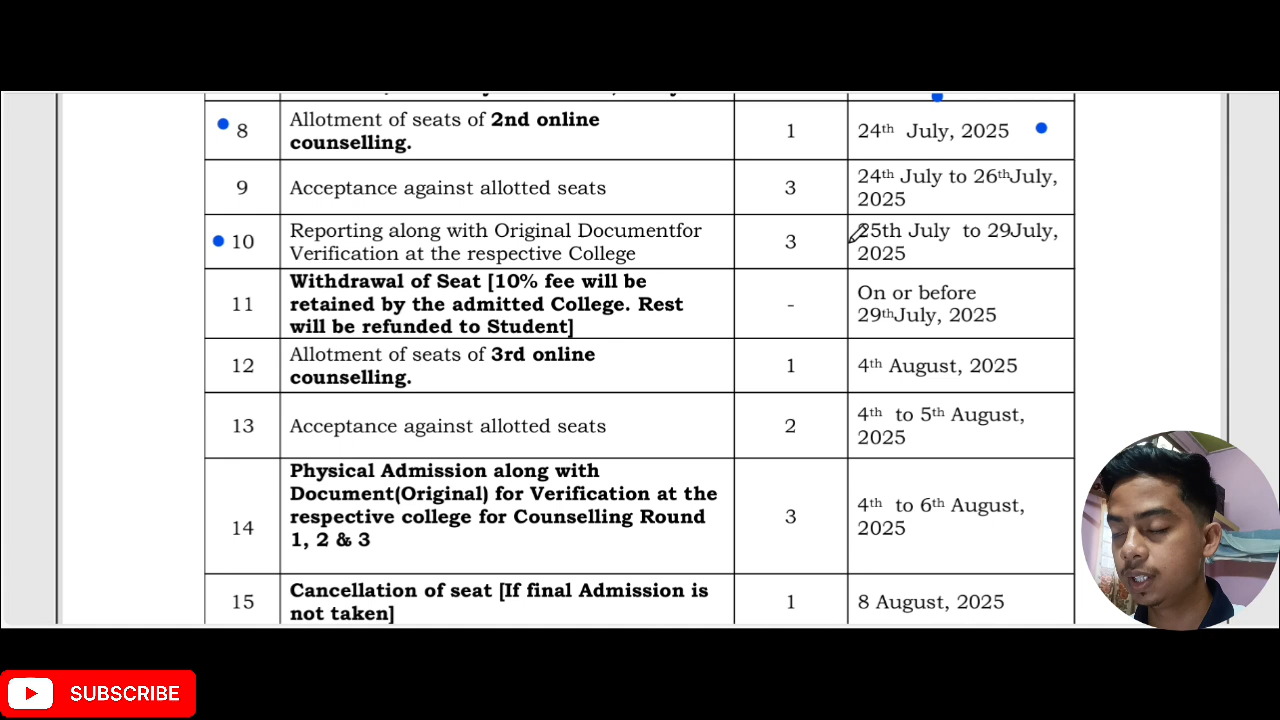 8
Allotment of seats of 2nd online
counselling.
1
24th July, 2025
9
Acceptance against allotted seats
3
24th July to 26thJuly,
2025
10
Reporting along with Original Documentfor
Verification at the respective College
3
25th July to 29July,
2025
11
Withdrawal of Seat [10% fee will be
retained by the admitted College. Rest
will be refunded to Student]
-
On or before
29thJuly, 2025
12
Allotment of seats of 3rd online
counselling.
1
4th August, 2025
13
Acceptance against allotted seats
2
4th to 5th August,
2025
14
Physical Admission along with
Document(Original) for Verification at the
respective college for Counselling Round
1, 2 & 3
3
4th to 6th August,
2025
15
Cancellation of seat [If final Admission is
not taken]
1
8 August, 2025
SUBSCRIBE